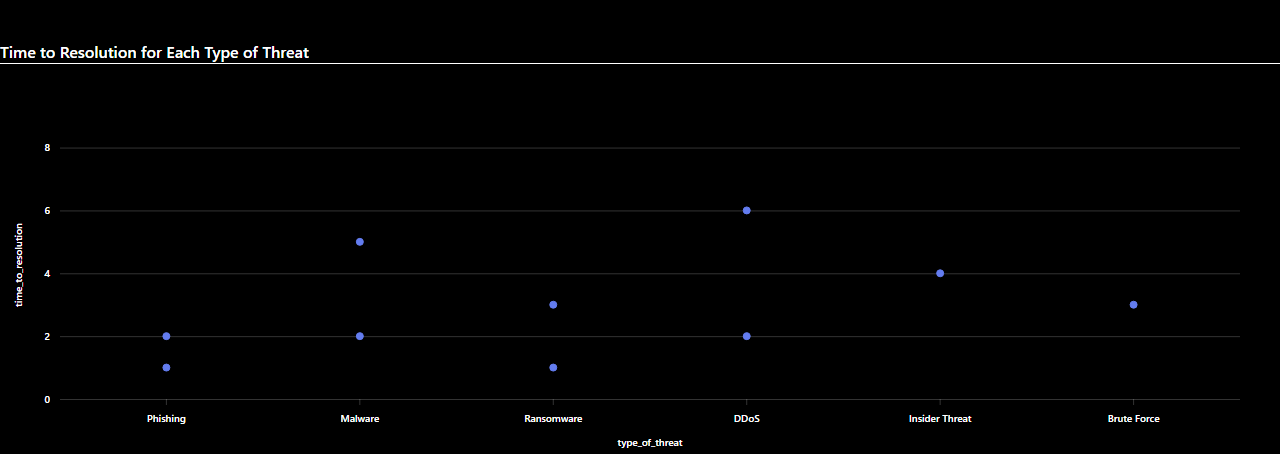 Time to Resolution for Each Type of Threat
8
6
4
2
0
time_to_resolution
Phishing Malware Ransomware DDoS Insider Threat Brute Force
type_of_threat